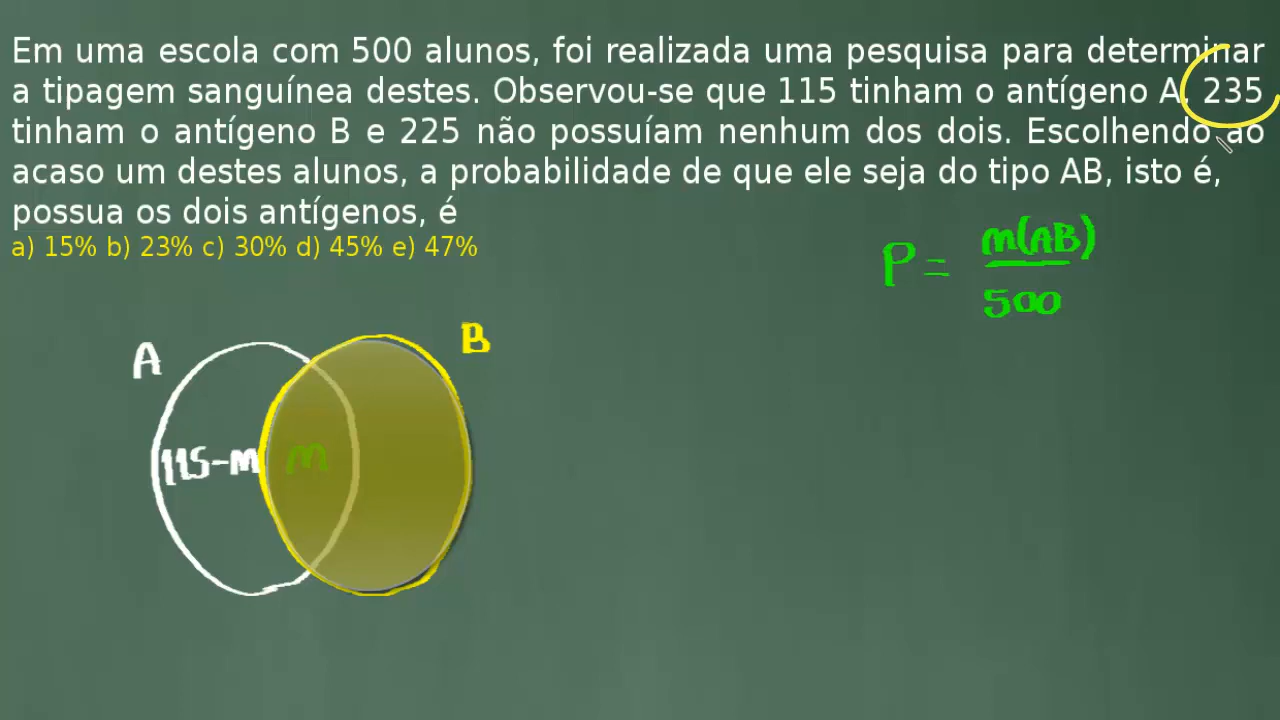 Em uma escola com 500 alunos, foi realizada uma pesquisa para determinar
a tipagem sanguínea destes. Observou-se que 115 tinham o antígeno A, 235
tinham o antígeno B e 225 não possuíam nenhum dos dois. Escolhendo ao
acaso um destes alunos, a probabilidade de que ele seja do tipo AB, isto é,
possua os dois antígenos, é
a) 15% b) 23% c) 30% d) 45% e) 47%
P = m(AB)
500
A
B
115-m m